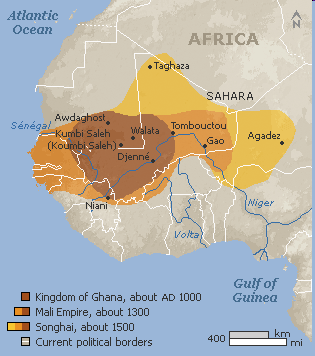 Atlantic
Ocean
N
AFRICA
Taghaza
SAHARA
Awdaghost
Sénégal
Kumbi Saleh
(Koumbi Saleh)
Walata
Tombouctou
Agadez
Djenné
Gao
Niani
Niger
Volta
Gulf of
Guinea
Kingdom of Ghana, about AD 1000
Mali Empire, about 1300
Songhai, about 1500
Current political borders
400
km
mi